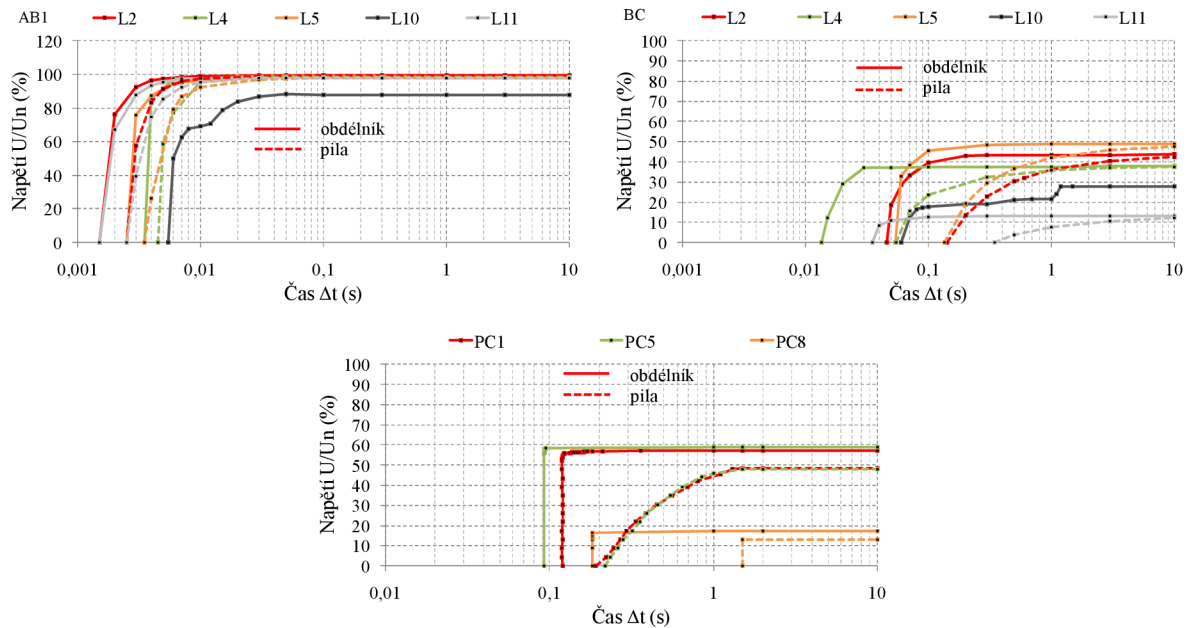 AB1
L2 L4 L5 L10 L11
120
100
80
60
40
20
0
Napětí U/Un (%)
obdélník
pila
0,001 0,01 0,1 1 10
Čas Δt (s)
BC
L2 L4 L5 L10 L11
100
90
80
70
60
50
40
30
20
10
0
Napětí U/Un (%)
obdélník
pila
0,001 0,01 0,1 1 10
Čas Δt (s)
PC1 PC5 PC8
100
90
80
70
60
50
40
30
20
10
0
Napětí U/Un (%)
obdélník
pila
0,01 0,1 1 10
Čas Δt (s)